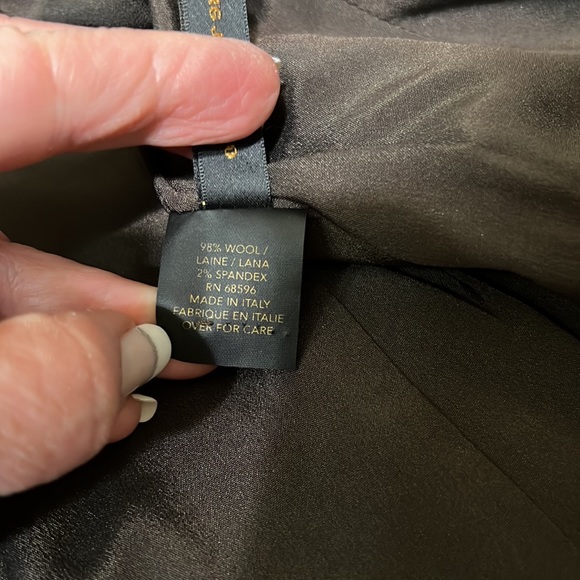 98% WOOL /
LAINE / LANA
2% SPANDEX
RN 68596
MADE IN ITALY
FABRIQUE EN ITALIE
OVER FOR CARE